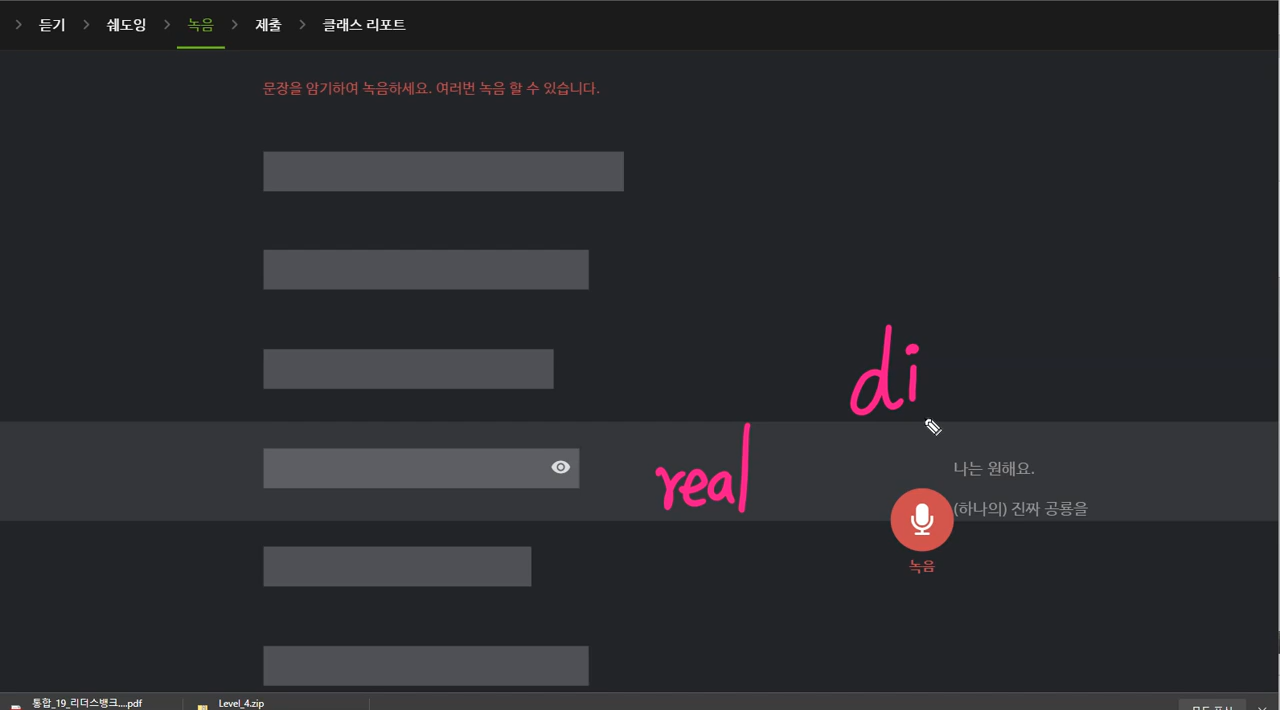 듣기 쉐도잉 녹음 제출 클래스 리포트
문장을 암기하여 녹음하세요. 여러번 녹음 할 수 있습니다.
di
real
나는 원해요.
(하나의) 진짜 공룡을
녹음
통합_19_리더스뱅크....pdf Level_4.zip